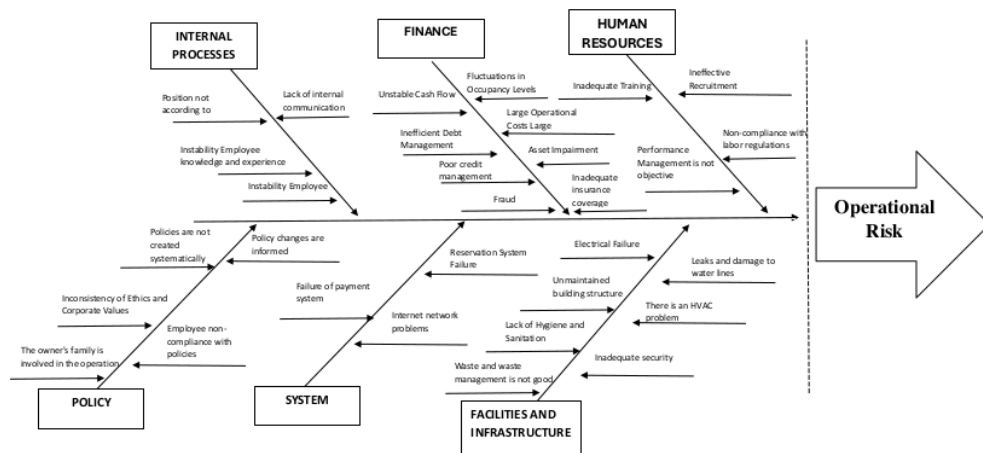 INTERNAL
PROCESSES
FINANCE
HUMAN
RESOURCES
Position not
according to
Lack of internal
communication
Instability Employee
knowledge and experience
Instability Employee
Unstable Cash Flow
Fluctuations in
Occupancy Levels
Inefficient Debt
Management
Large Operational
Costs Large
Poor credit
management
Asset Impairment
Fraud
Inadequate
insurance
coverage
Inadequate Training
Ineffective
Recruitment
Performance
Management is not
objective
Non-compliance with
labor regulations
Operational
Risk
Policies are not
created
systematically
Policy changes are
informed
Inconsistency of Ethics and
Corporate Values
Employee non-
compliance with
policies
The owner's family is
involved in the operation
Reservation System
Failure
Failure of payment
system
Internet network
problems
Electrical Failure
Leaks and damage to
water lines
Unmaintained
building structure
There is an HVAC
problem
Lack of Hygiene and
Sanitation
Inadequate security
Waste and waste
management is not good
POLICY
SYSTEM
FACILITIES AND
INFRASTRUCTURE